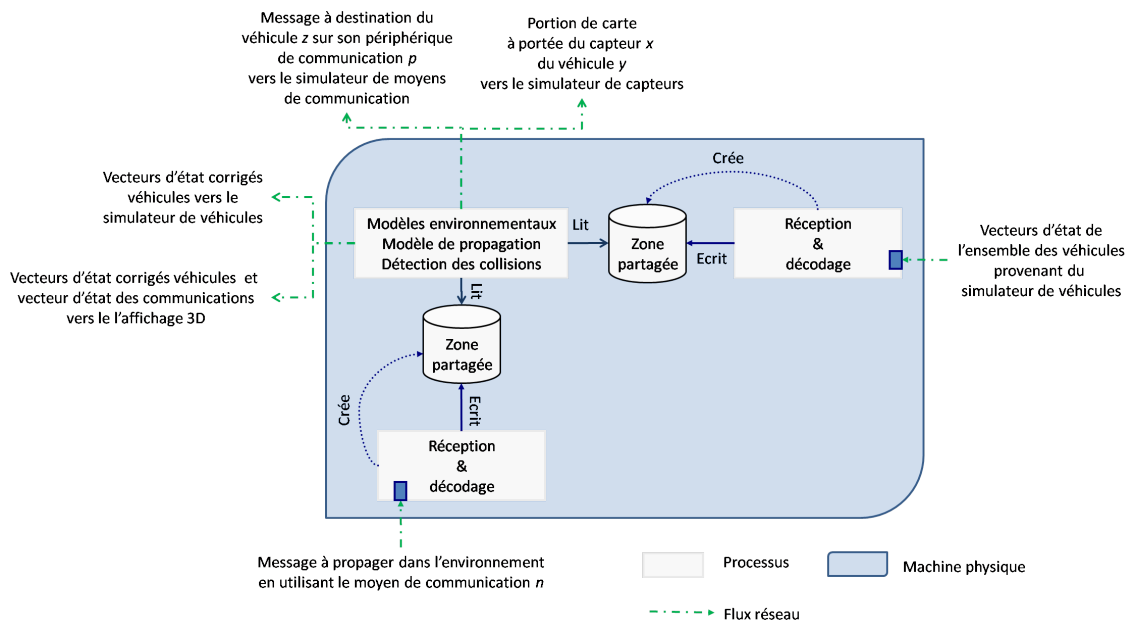 Message à destination du
véhicule z sur son périphérique
de communication p
vers le simulateur de moyens
de communication
Portion de carte
à portée du capteur x
du véhicule y
vers le simulateur de capteurs
Crée
Vecteurs d'état corrigés
véhicules vers le
simulateur de véhicules
Modèles environnementaux
Modèle de propagation
Détection des collisions
Lit
Zone
partagée
Ecrit
Réception
&
décodage
Vecteurs d'état de
l'ensemble des véhicules
provenant du
simulateur de véhicules
Vecteurs d'état corrigés véhicules et
vecteur d'état des communications
vers le l'affichage 3D
Lit
Zone
partagée
Crée
Ecrit
Réception
&
décodage
Message à propager dans l'environnement
en utilisant le moyen de communication n
Processus
Machine physique
Flux réseau